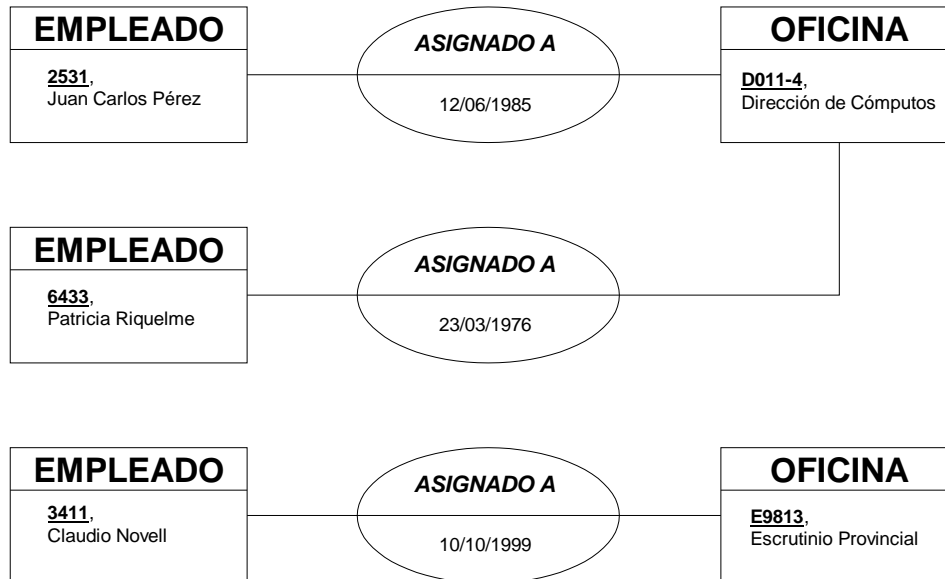 EMPLEADO
2531,
Juan Carlos Pérez
ASIGNADO A
12/06/1985
OFICINA
D011-4,
Dirección de Cómputos
EMPLEADO
6433,
Patricia Riquelme
ASIGNADO A
23/03/1976
EMPLEADO
3411,
Claudio Novell
ASIGNADO A
10/10/1999
OFICINA
E9813,
Escrutinio Provincial